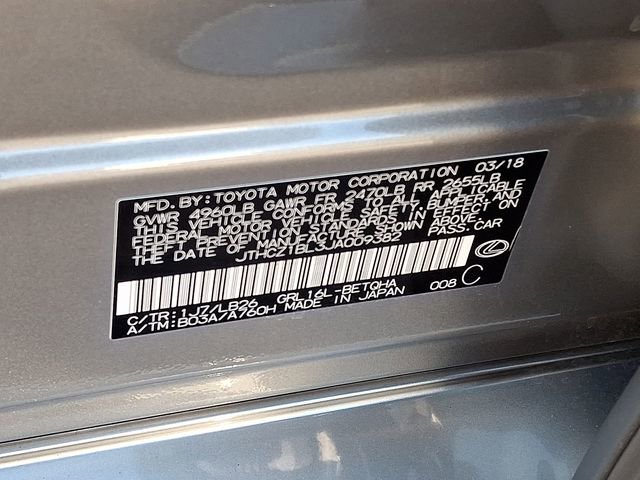 MFD. BY: TOYOTA MOTOR CORPORATION 03/18
GVWR 4960LB GAWR FR 2470LB RR 2655LB
THIS VEHICLE CONFORMS TO ALL APPLICABLE
FEDERAL MOTOR VEHICLE SAFETY, BUMPER, AND
THEFT PREVENTION STANDARDS IN EFFECT ON
THE DATE OF MANUFACTURE SHOWN ABOVE.
JTHCZ1BL3JA009382 PASS. CAR
C/TR: 1J7/LB26 GRL16L-BETQHA 008 C
A/TM: B03A/A760H MADE IN JAPAN